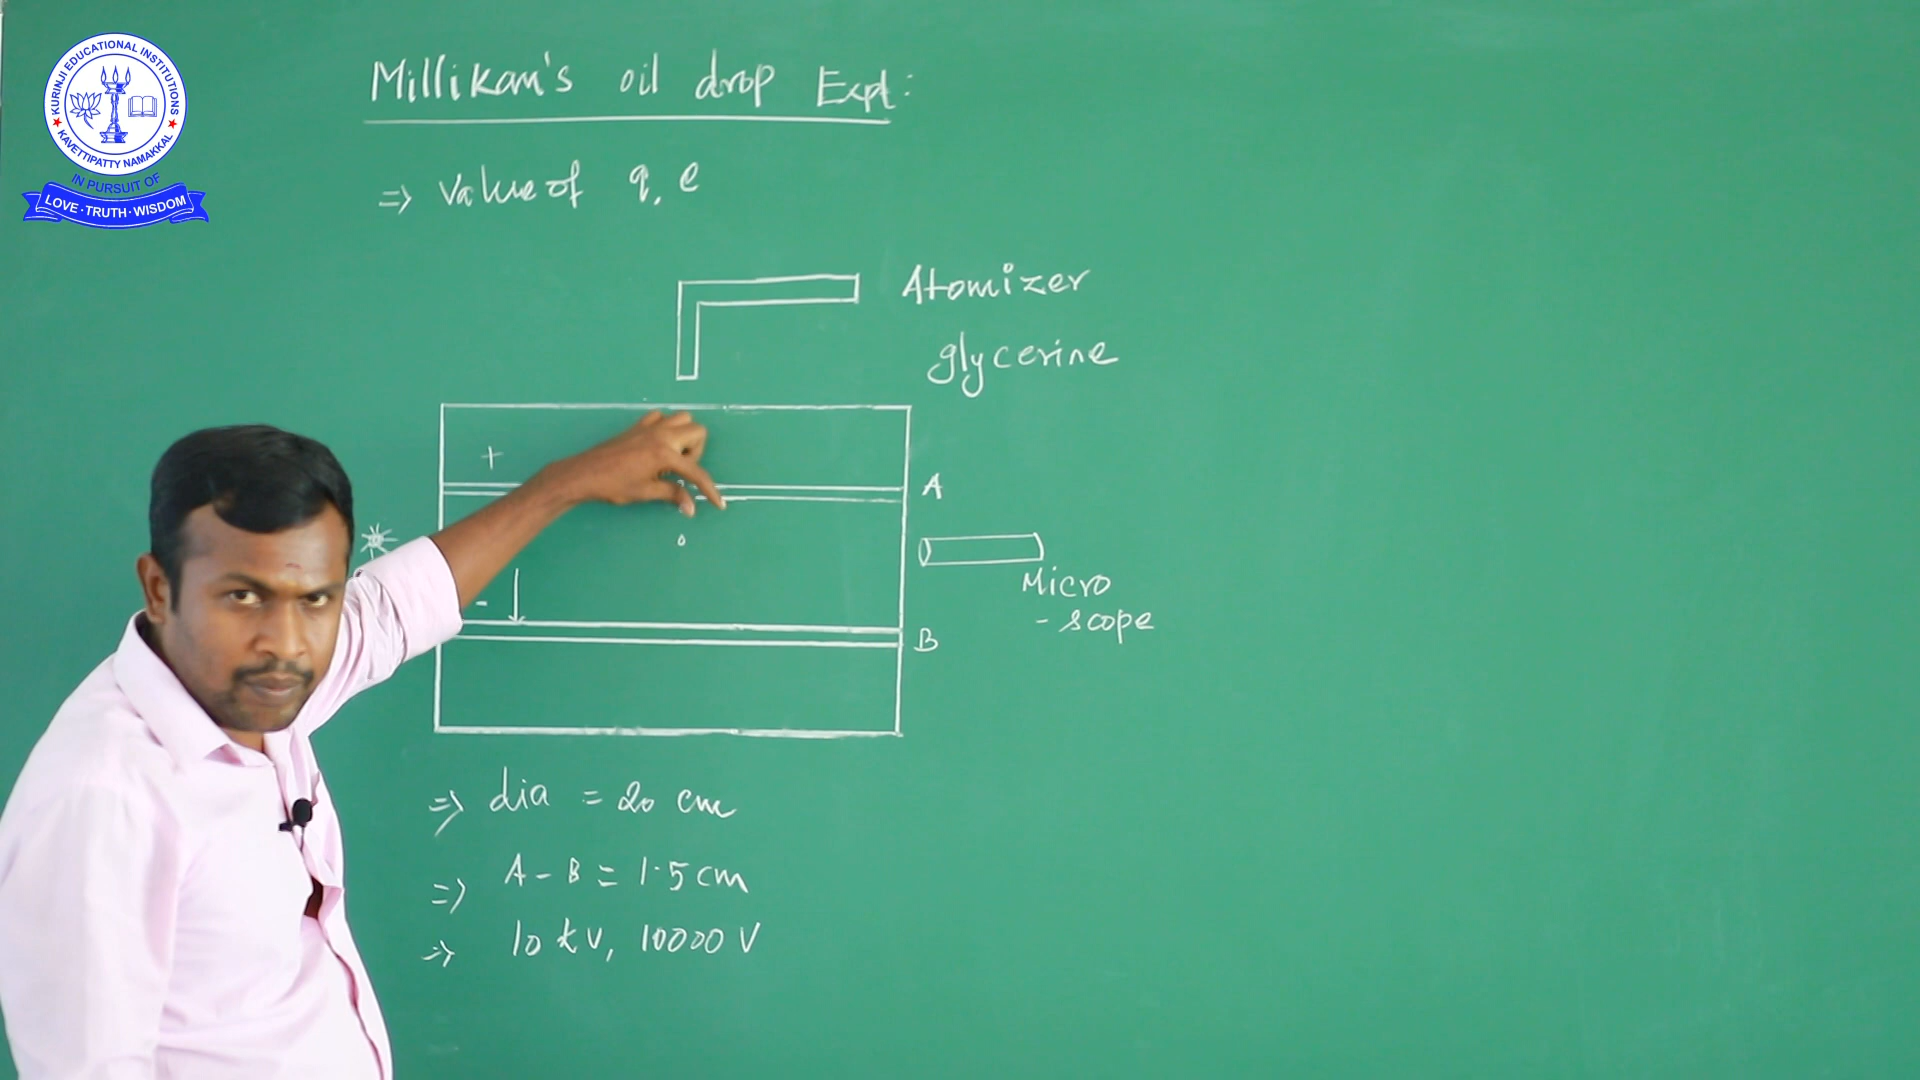 KURINJI EDUCATIONAL INSTITUTIONS
KAVETTIPATTY NAMAKKAL
IN PURSUIT OF
LOVE · TRUTH · WISDOM
Millikan's oil drop Expt:
=> Value of q, e
Atomizer
glycerine
+
A
-
Micro
- scope
B
=> dia = 20 cm
=> A - B = 1.5 cm
=> 10 kV, 10000 V